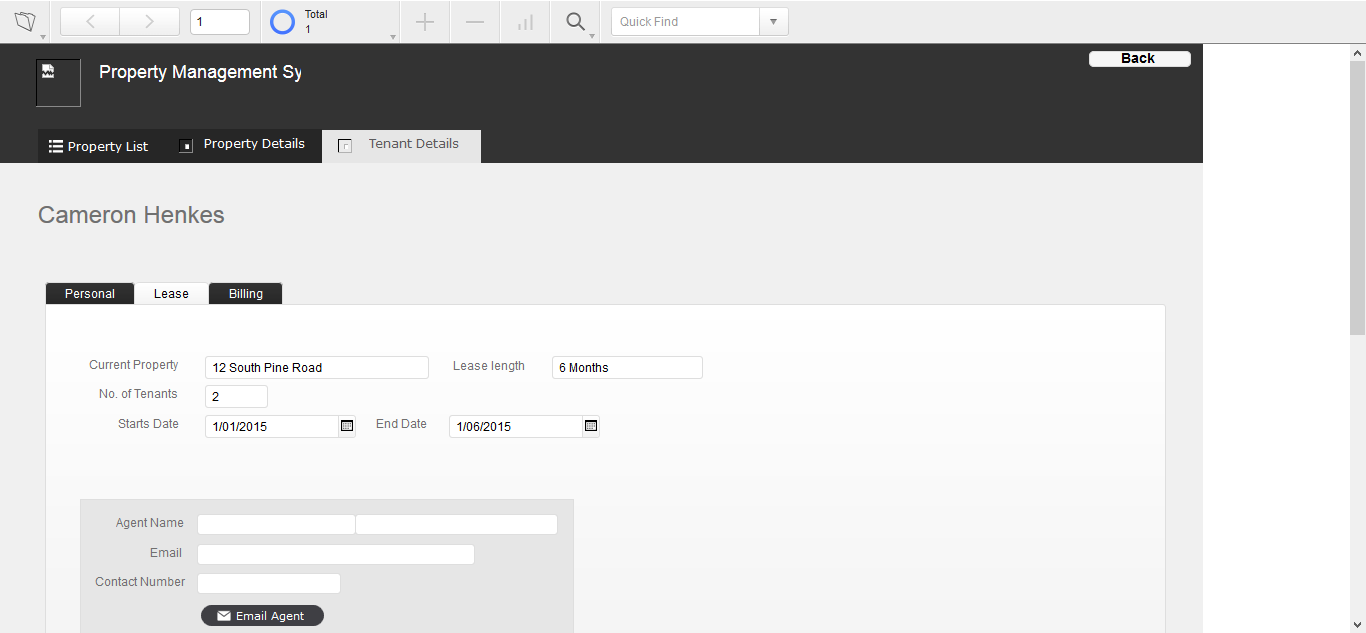 1
Total
1
Quick Find
Property Management Sy
Back
Property List
Property Details
Tenant Details
Cameron Henkes
Personal
Lease
Billing
Current Property
12 South Pine Road
Lease length
6 Months
No. of Tenants
2
Starts Date
1/01/2015
End Date
1/06/2015
Agent Name
Email
Contact Number
Email Agent